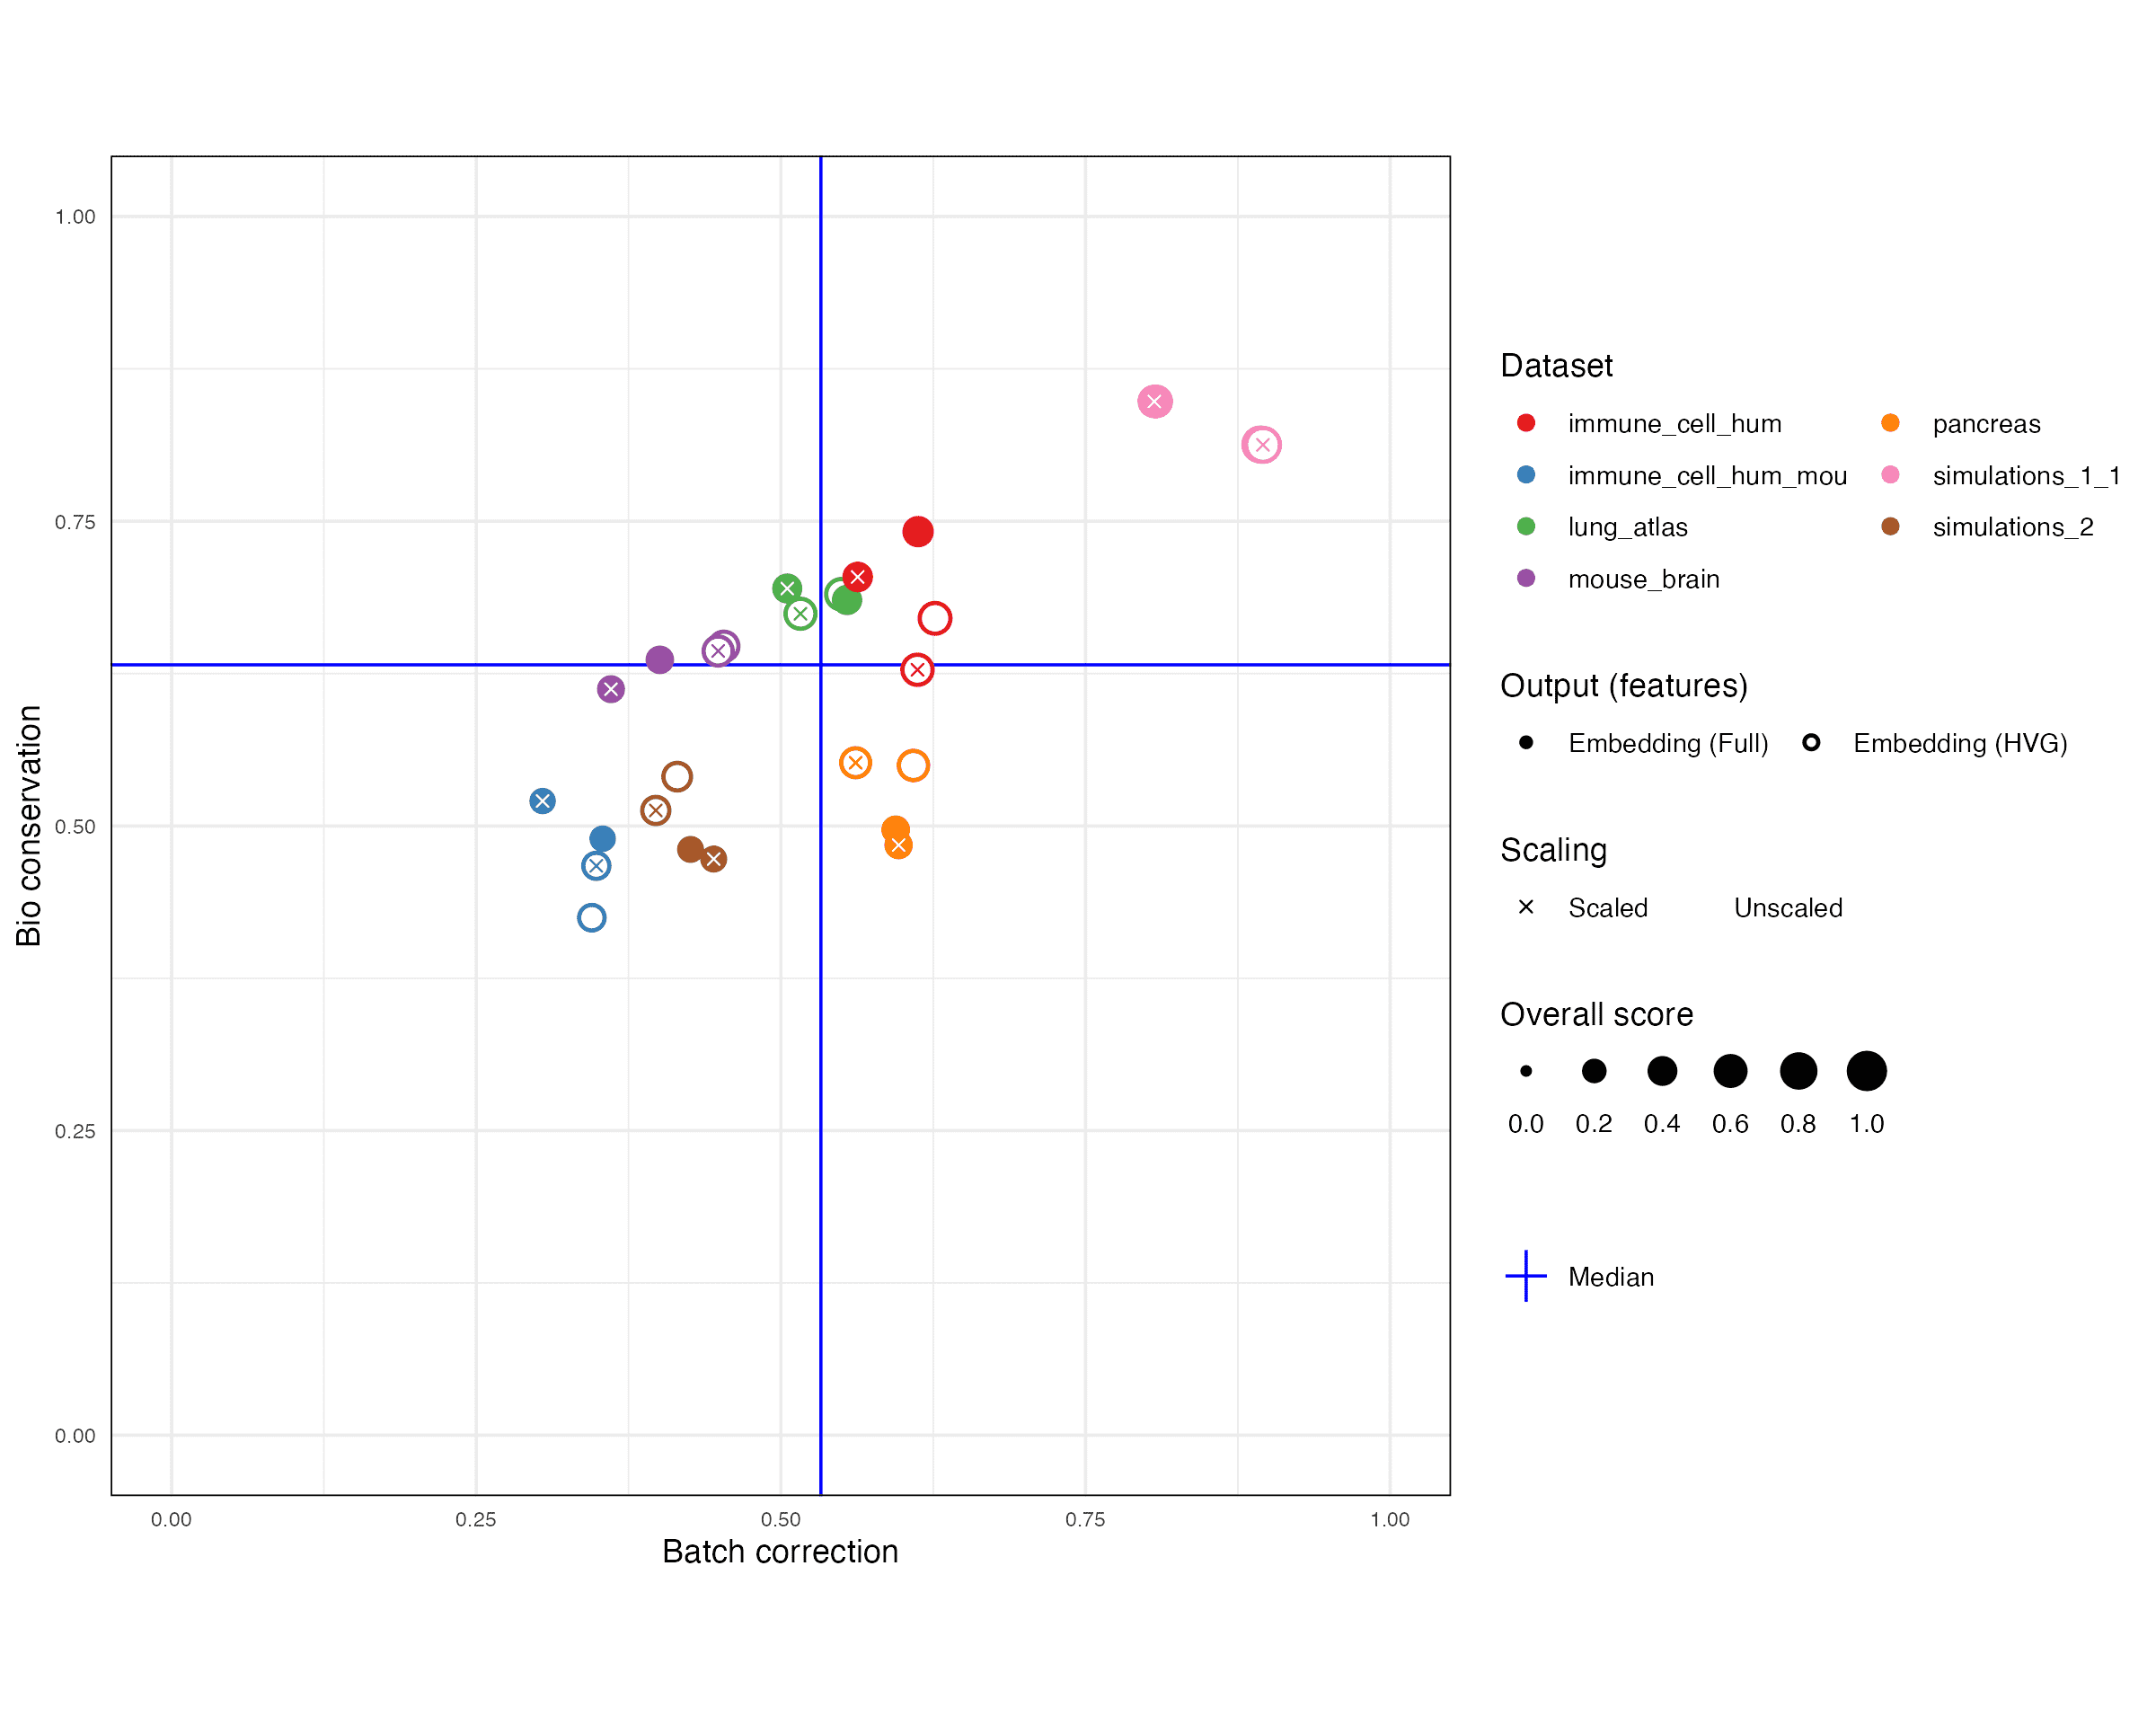 1.00
0.75
0.50
0.25
0.00
Bio conservation
0.00 0.25 0.50 0.75 1.00
Batch correction
Dataset
immune_cell_hum pancreas
immune_cell_hum_mou simulations_1_1
lung_atlas simulations_2
mouse_brain
Output (features)
Embedding (Full) Embedding (HVG)
Scaling
Scaled Unscaled
Overall score
0.0 0.2 0.4 0.6 0.8 1.0
Median